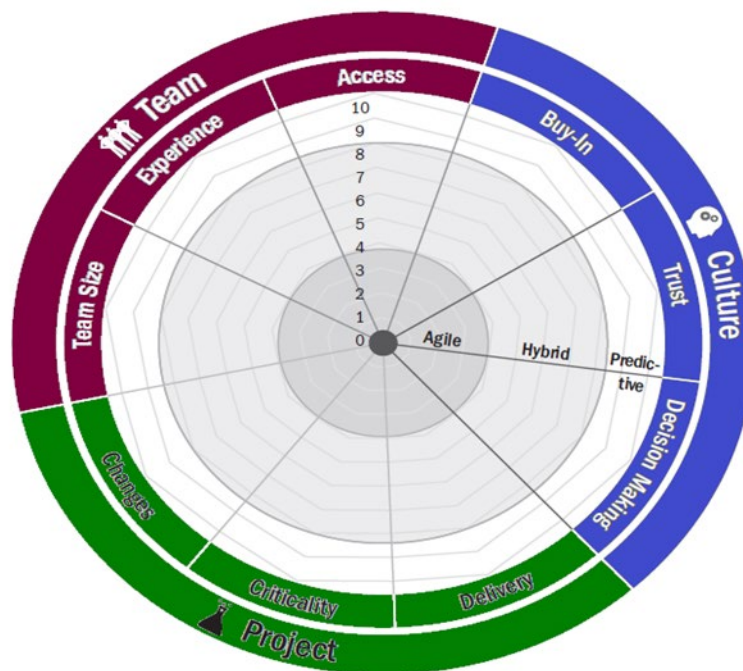 Team
Access
Experience
Buy-In
10
9
8
7
6
5
4
3
2
1
0
Culture
Trust
Team Size
Agile
Hybrid
Predic-
tive
Decision Making
Changes
Criticality
Delivery
Project